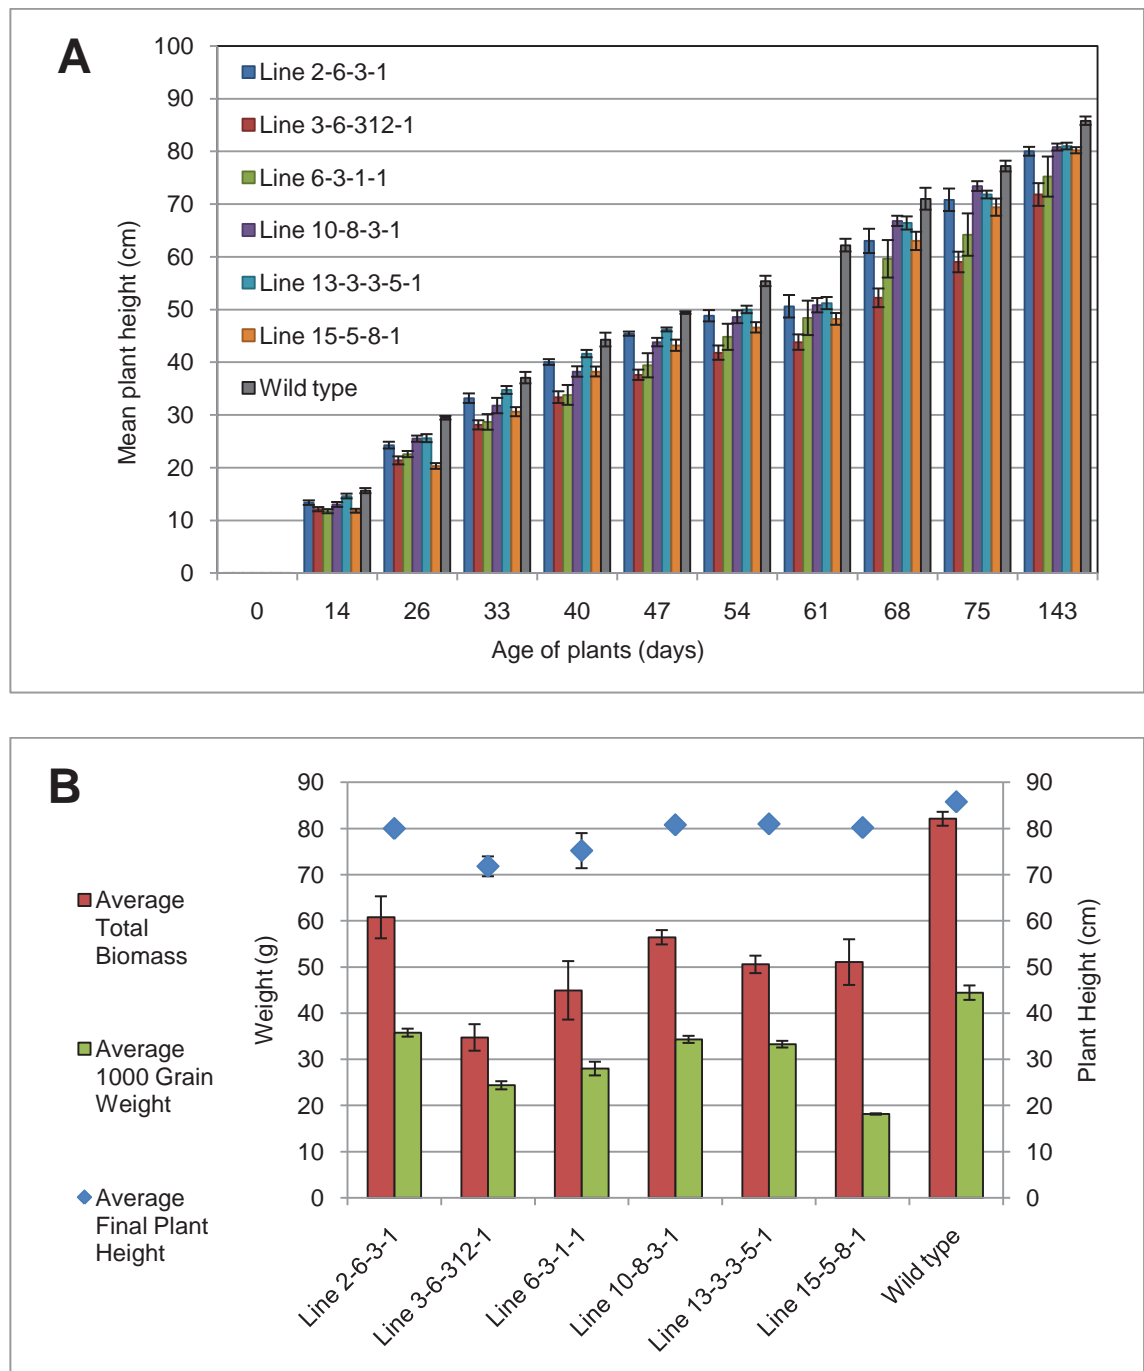 A
100
90
80
70
60
50
40
30
20
10
0
Mean plant height (cm)
Line 2-6-3-1
Line 3-6-312-1
Line 6-3-1-1
Line 10-8-3-1
Line 13-3-3-5-1
Line 15-5-8-1
Wild type
0 14 26 33 40 47 54 61 68 75 143
Age of plants (days)
B
Average
Total
Biomass
Average
1000 Grain
Weight
Average
Final Plant
Height
Weight (g)
90
80
70
60
50
40
30
20
10
0
90
80
70
60
50
40
30
20
10
0
Plant Height (cm)
Line 2-6-3-1
Line 3-6-312-1
Line 6-3-1-1
Line 10-8-3-1
Line 13-3-3-5-1
Line 15-5-8-1
Wild type